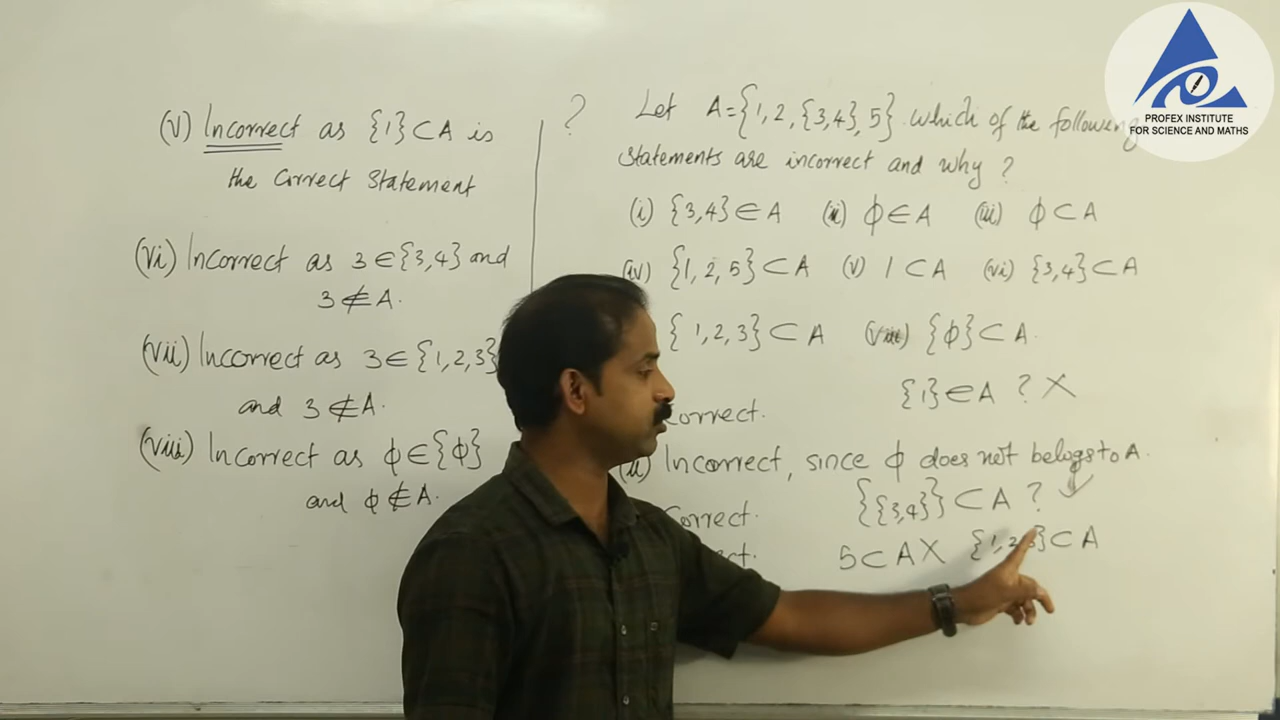 (v) Incorrect as {1} ⊂ A is
the Correct Statement
(vi) Incorrect as 3 ∈ {3,4} and
3 ∉ A.
(vii) Incorrect as 3 ∈ {1,2,3}
and 3 ∉ A.
(viii) Incorrect as ϕ ∈ {ϕ}
and ϕ ∉ A.
? Let A = {1, 2, {3,4}, 5} which of the following
statements are incorrect and why ?
(i) {3,4} ∈ A (ii) ϕ ∈ A (iii) ϕ ⊂ A
(iv) {1, 2, 5} ⊂ A (v) 1 ⊂ A (vi) {3,4} ⊂ A
{1,2,3} ⊂ A (viii) {ϕ} ⊂ A.
{1} ∈ A ? X
correct.
(ii) Incorrect, since ϕ does not belogs to A.
{{3,4}} ⊂ A ? ✓
Correct.
5 ⊂ A X {1,2 } ⊂ A
PROFEX INSTITUTE
FOR SCIENCE AND MATHS